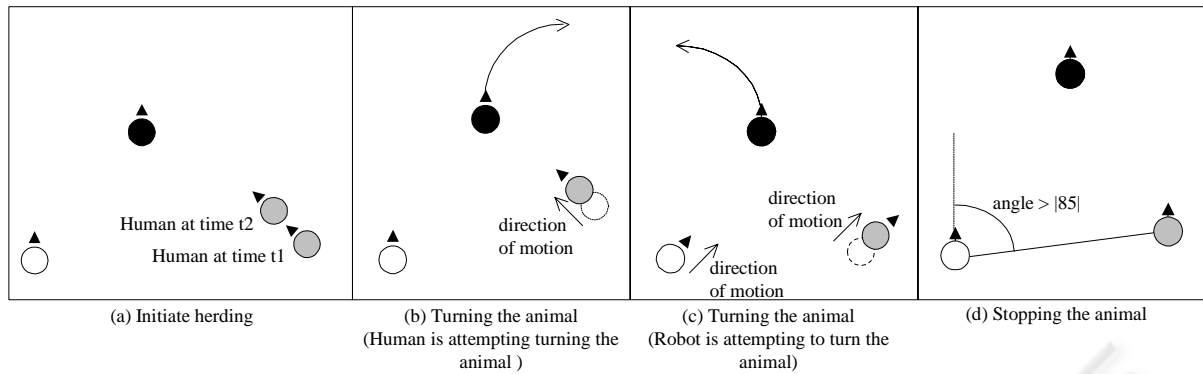 Human at time t2
Human at time t1
(a) Initiate herding
direction
of motion
(b) Turning the animal
(Human is attempting turning the
animal )
direction
of motion
direction
of motion
(c) Turning the animal
(Robot is attempting to turn the
animal)
angle > |85|
(d) Stopping the animal